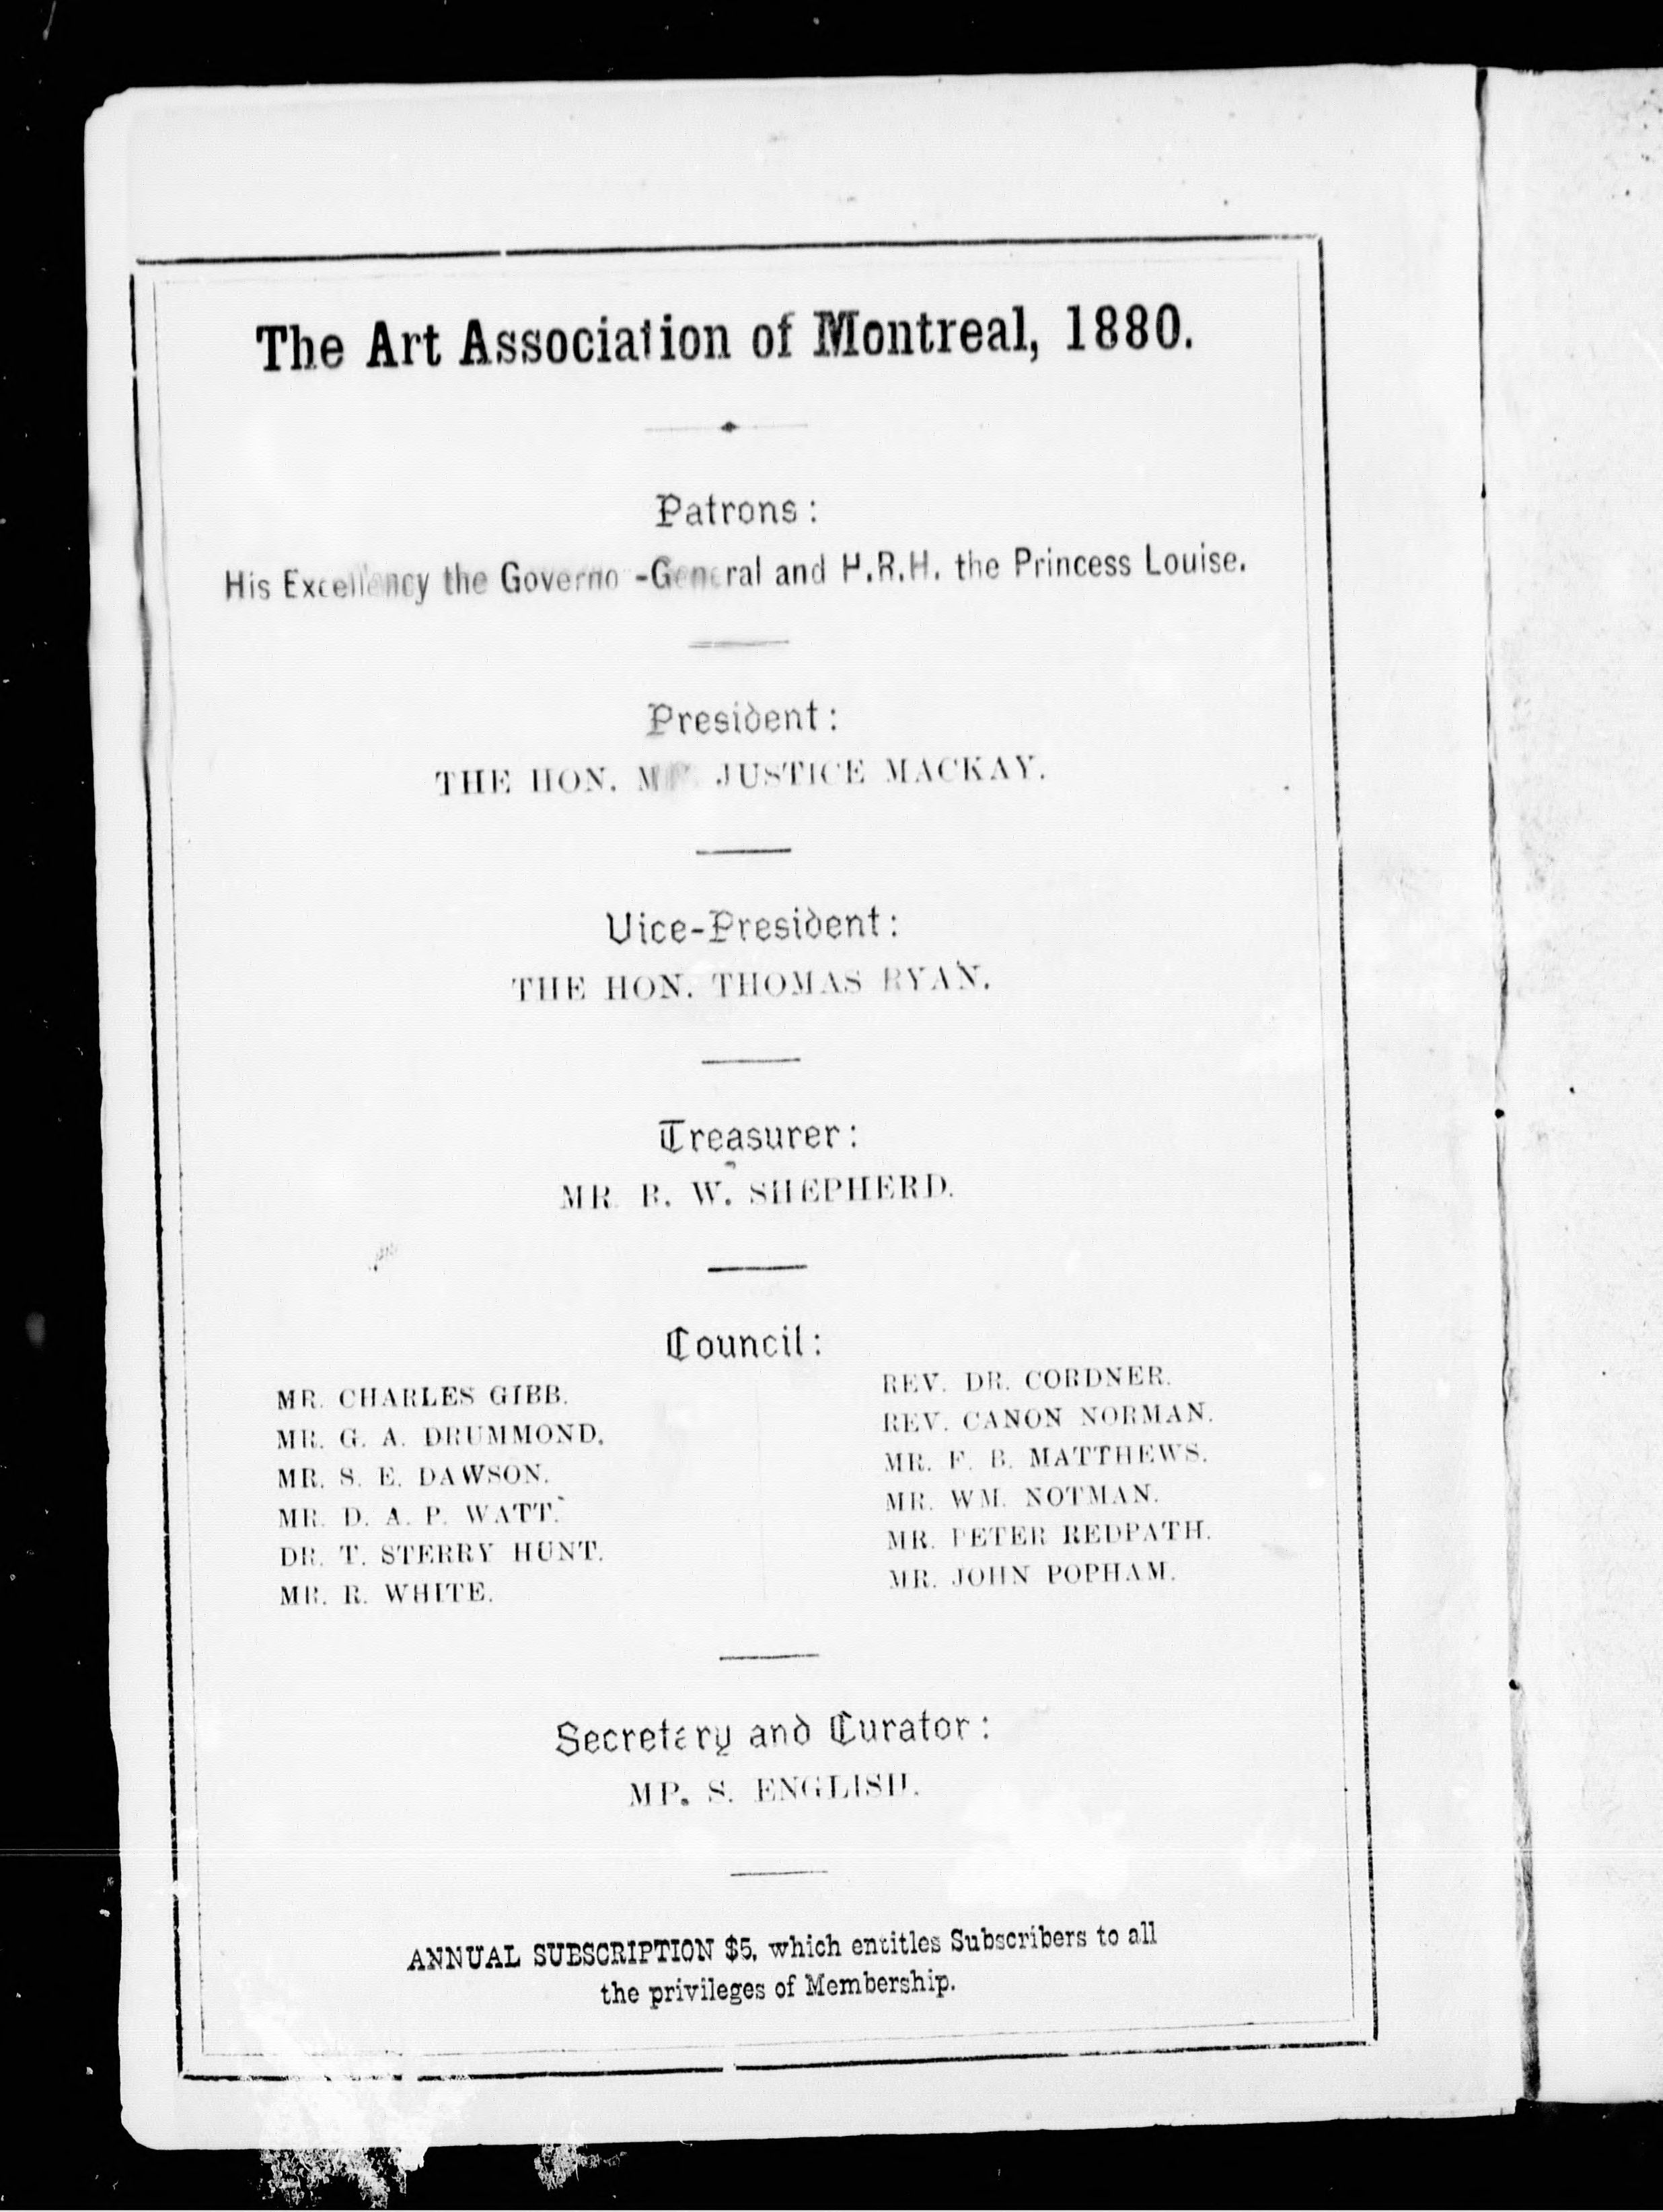 The Art Association of Montreal, 1880.
Patrons:
His Excellency the Governo -General and H.R.H. the Princess Louise.
President:
THE HON. MR. JUSTICE MACKAY.
Vice-President:
THE HON. THOMAS RYAN.
Treasurer:
MR. R. W. SHEPHERD.
Council:
MR. CHARLES GIBB.
MR. G. A. DRUMMOND.
MR. S. E. DAWSON.
MR. D. A. P. WATT.
DR. T. STERRY HUNT.
MR. R. WHITE.
REV. DR. CORDNER.
REV. CANON NORMAN.
MR. F. B. MATTHEWS.
MR. WM. NOTMAN.
MR. PETER REDPATH.
MR. JOHN POPHAM.
Secretary and Curator:
MR. S. ENGLISH.
ANNUAL SUBSCRIPTION $5, which entitles Subscribers to all
the privileges of Membership.